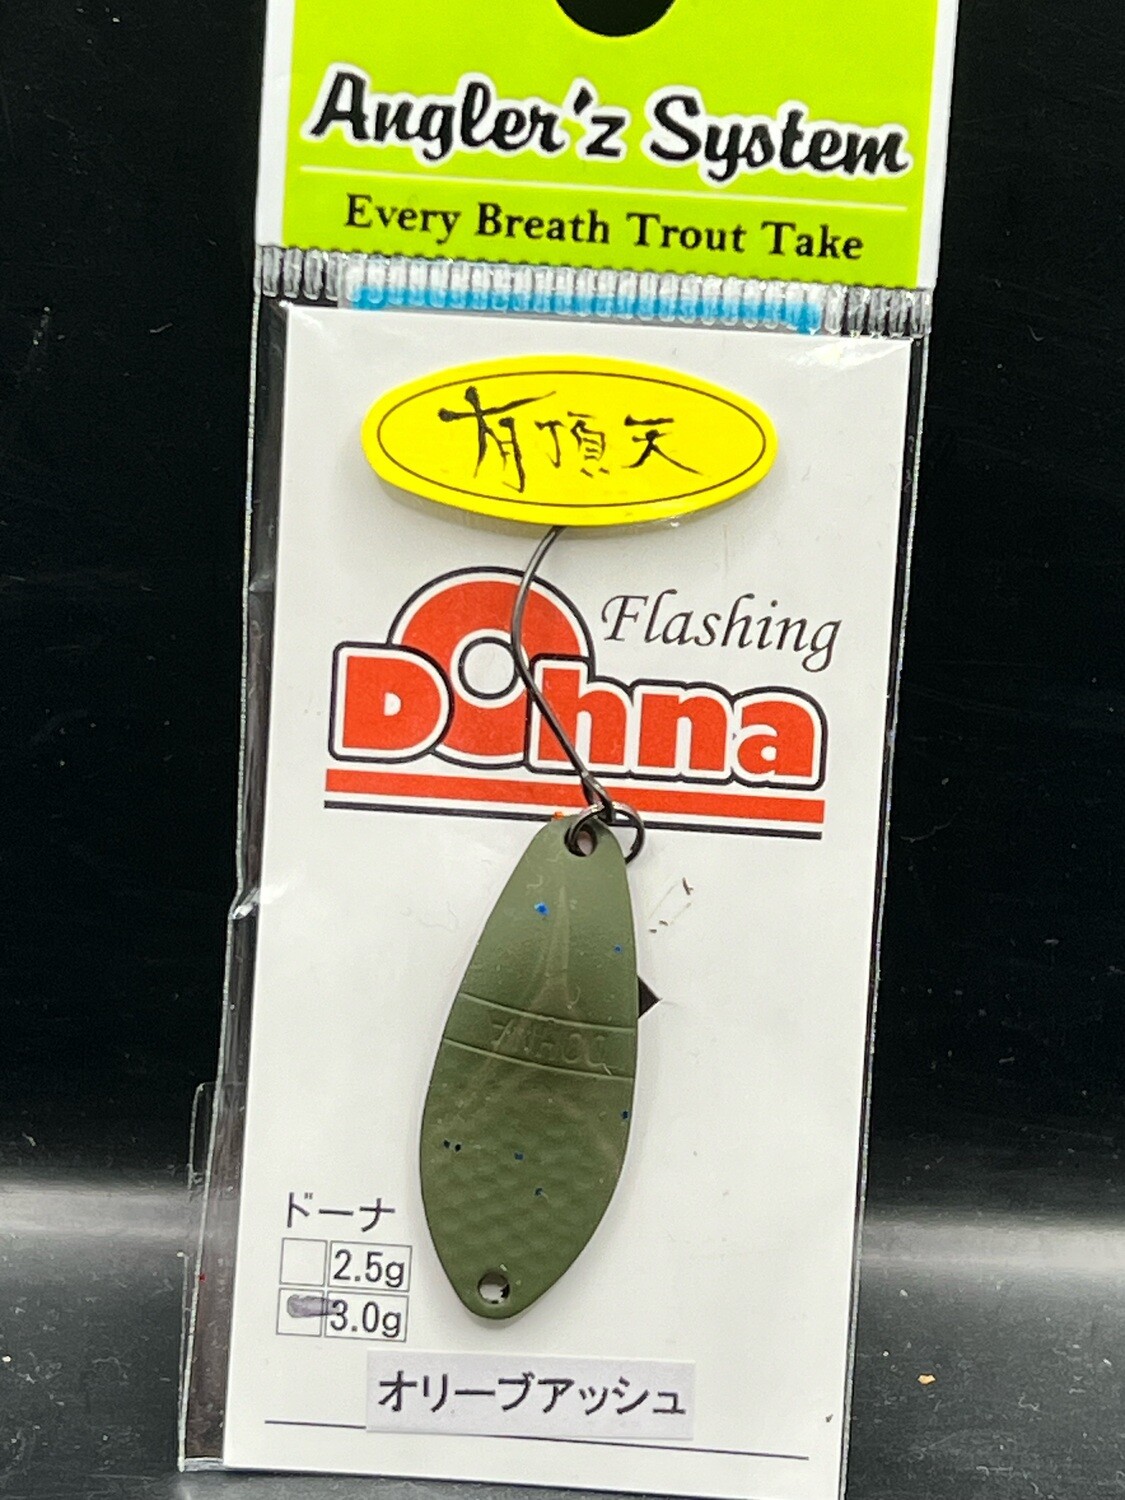 Angler'z System
Every Breath Trout Take
有頂天
Flashing
Dohna
DOHNA
ドーナ
2.5g
3.0g
オリーブアッシュ